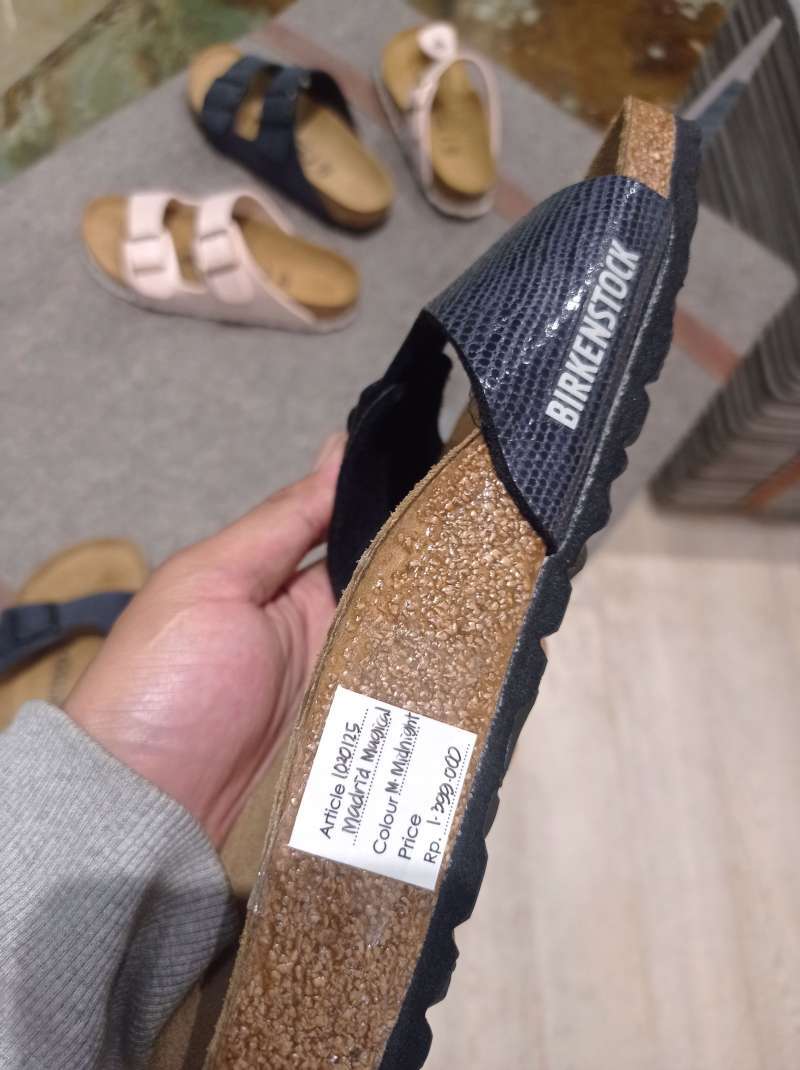 BIRKENSTOCK
Article 1020125
Madrid Magical
Colour M. Midnight
Price
Rp. 1.399.000